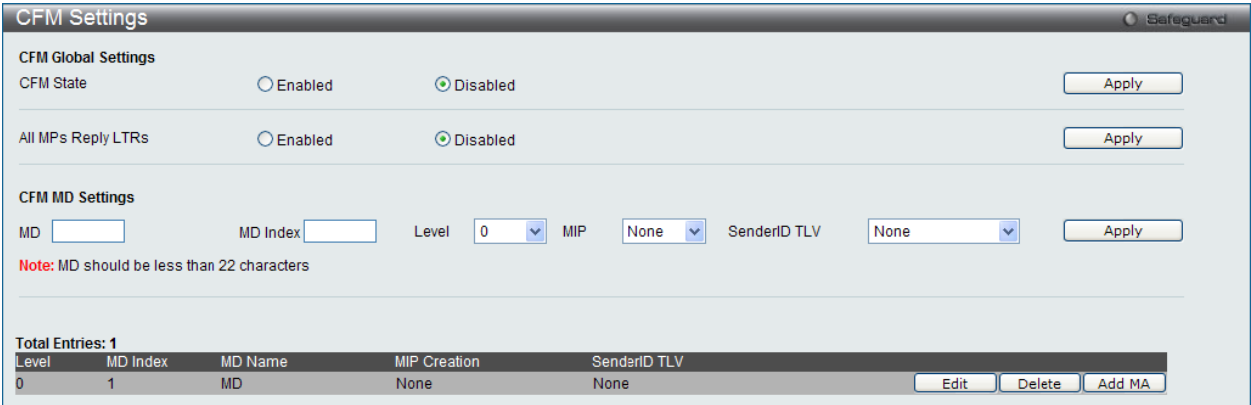 CFM Settings Safeguard
CFM Global Settings
CFM State Enabled Disabled Apply
All MPs Reply LTRs Enabled Disabled Apply
CFM MD Settings
MD MD Index Level 0 MIP None SenderID TLV None Apply
Note: MD should be less than 22 characters
Total Entries: 1
Level MD Index MD Name MIP Creation SenderID TLV
0 1 MD None None Edit Delete Add MA